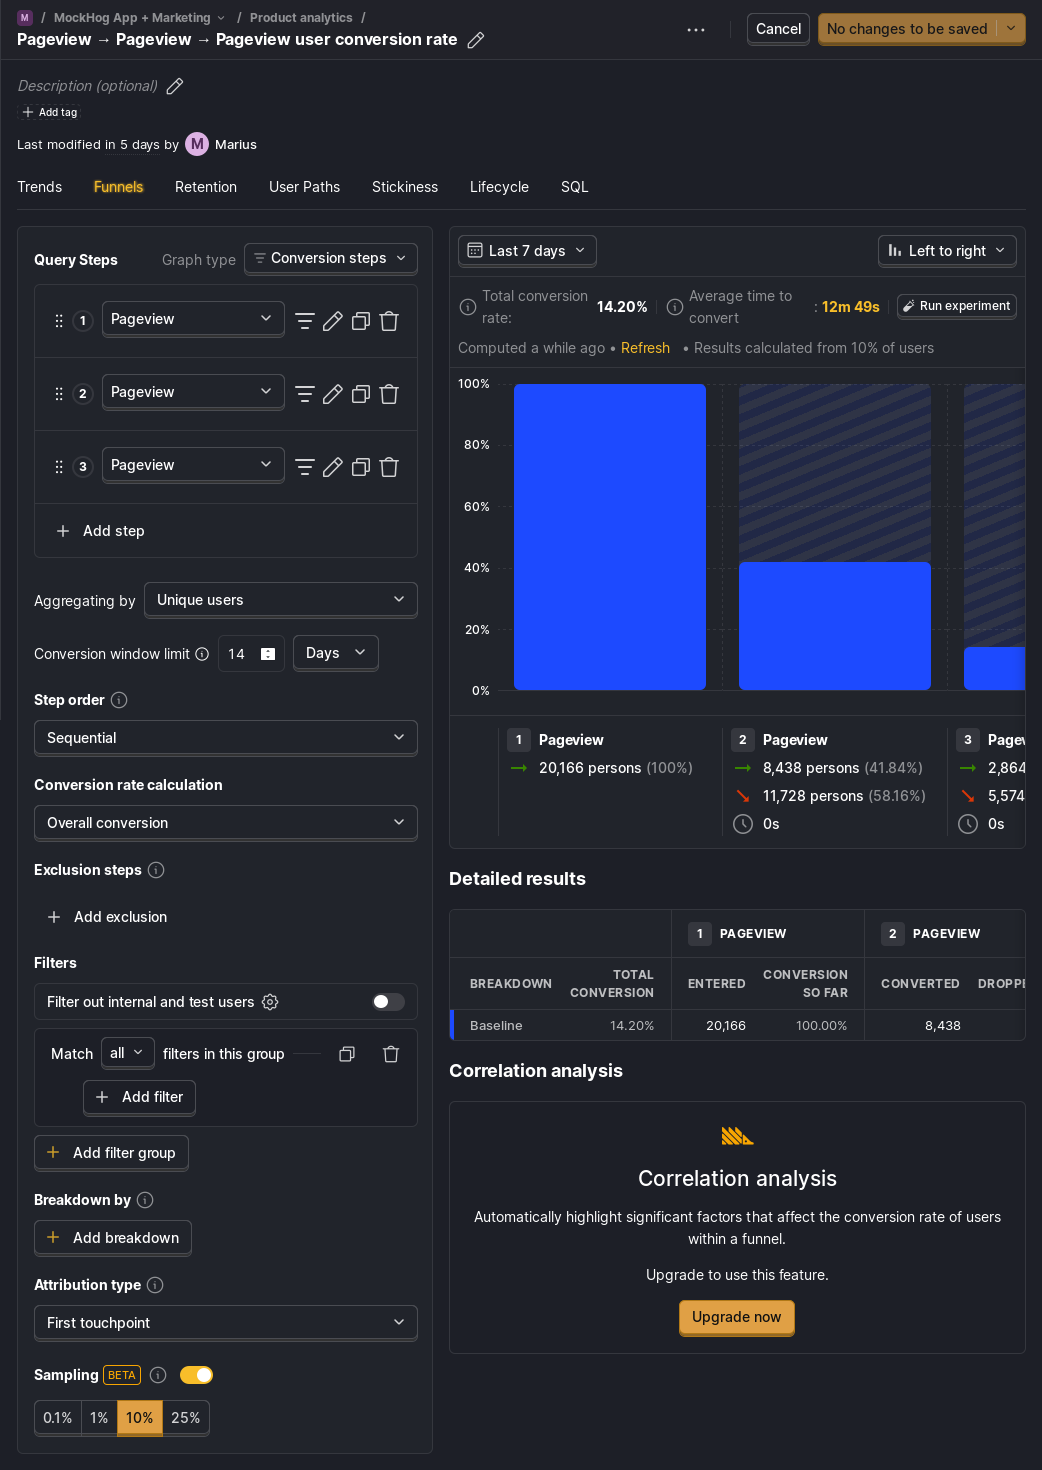 M / MockHog App + Marketing / Product analytics /
Pageview → Pageview → Pageview user conversion rate
Cancel
No changes to be saved
Description (optional)
Add tag
Last modified in 5 days by M Marius
Trends Funnels Retention User Paths Stickiness Lifecycle SQL
Query Steps Graph type Conversion steps
1 Pageview
2 Pageview
3 Pageview
Add step
Aggregating by Unique users
Conversion window limit 14 Days
Step order
Sequential
Conversion rate calculation
Overall conversion
Exclusion steps
Add exclusion
Filters
Filter out internal and test users
Match all filters in this group
Add filter
Add filter group
Breakdown by
Add breakdown
Attribution type
First touchpoint
Sampling BETA
0.1% 1% 10% 25%
Last 7 days Left to right
Total conversion rate: 14.20%
Average time to convert : 12m 49s
Run experiment
Computed a while ago • Refresh • Results calculated from 10% of users
100%
80%
60%
40%
20%
0%
1 Pageview
20,166 persons (100%)
2 Pageview
8,438 persons (41.84%)
11,728 persons (58.16%)
0s
3 Pagev
2,864
5,574
0s
Detailed results
1 PAGEVIEW 2 PAGEVIEW
BREAKDOWN TOTAL CONVERSION ENTERED CONVERSION SO FAR CONVERTED DROPPE
Baseline 14.20% 20,166 100.00% 8,438
Correlation analysis
Correlation analysis
Automatically highlight significant factors that affect the conversion rate of users
within a funnel.
Upgrade to use this feature.
Upgrade now